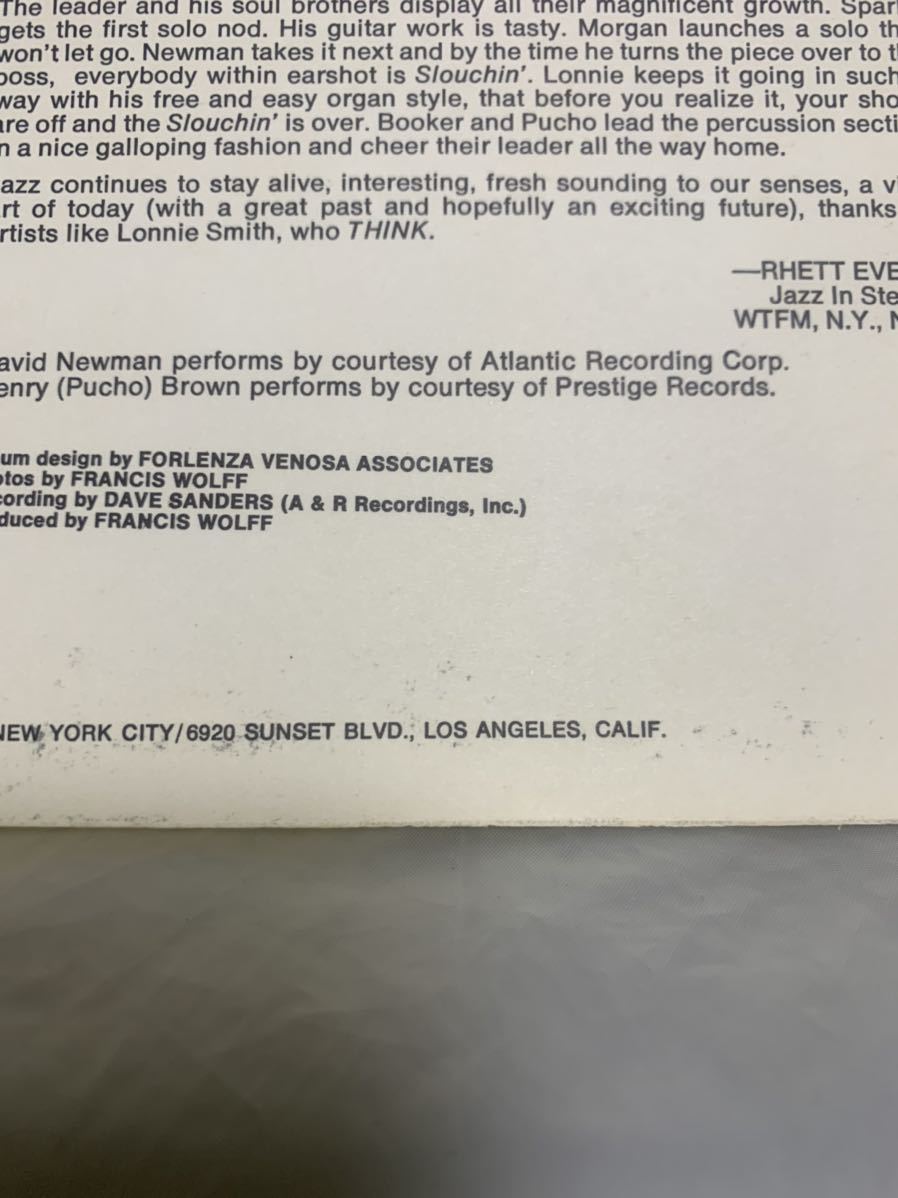 The leader and his soul brothers display all their magnificent growth. Spar
gets the first solo nod. His guitar work is tasty. Morgan launches a solo th
won't let go. Newman takes it next and by the time he turns the piece over to t
boss, everybody within earshot is Slouchin'. Lonnie keeps it going in such
way with his free and easy organ style, that before you realize it, your sho
are off and the Slouchin' is over. Booker and Pucho lead the percussion secti
n a nice galloping fashion and cheer their leader all the way home.
azz continues to stay alive, interesting, fresh sounding to our senses, a v
rt of today (with a great past and hopefully an exciting future), thanks
rtists like Lonnie Smith, who THINK.
—RHETT EVE
Jazz In Ste
WTFM, N.Y., N
avid Newman performs by courtesy of Atlantic Recording Corp.
enry (Pucho) Brown performs by courtesy of Prestige Records.
um design by FORLENZA VENOSA ASSOCIATES
otos by FRANCIS WOLFF
cording by DAVE SANDERS (A & R Recordings, Inc.)
duced by FRANCIS WOLFF
NEW YORK CITY/6920 SUNSET BLVD., LOS ANGELES, CALIF.